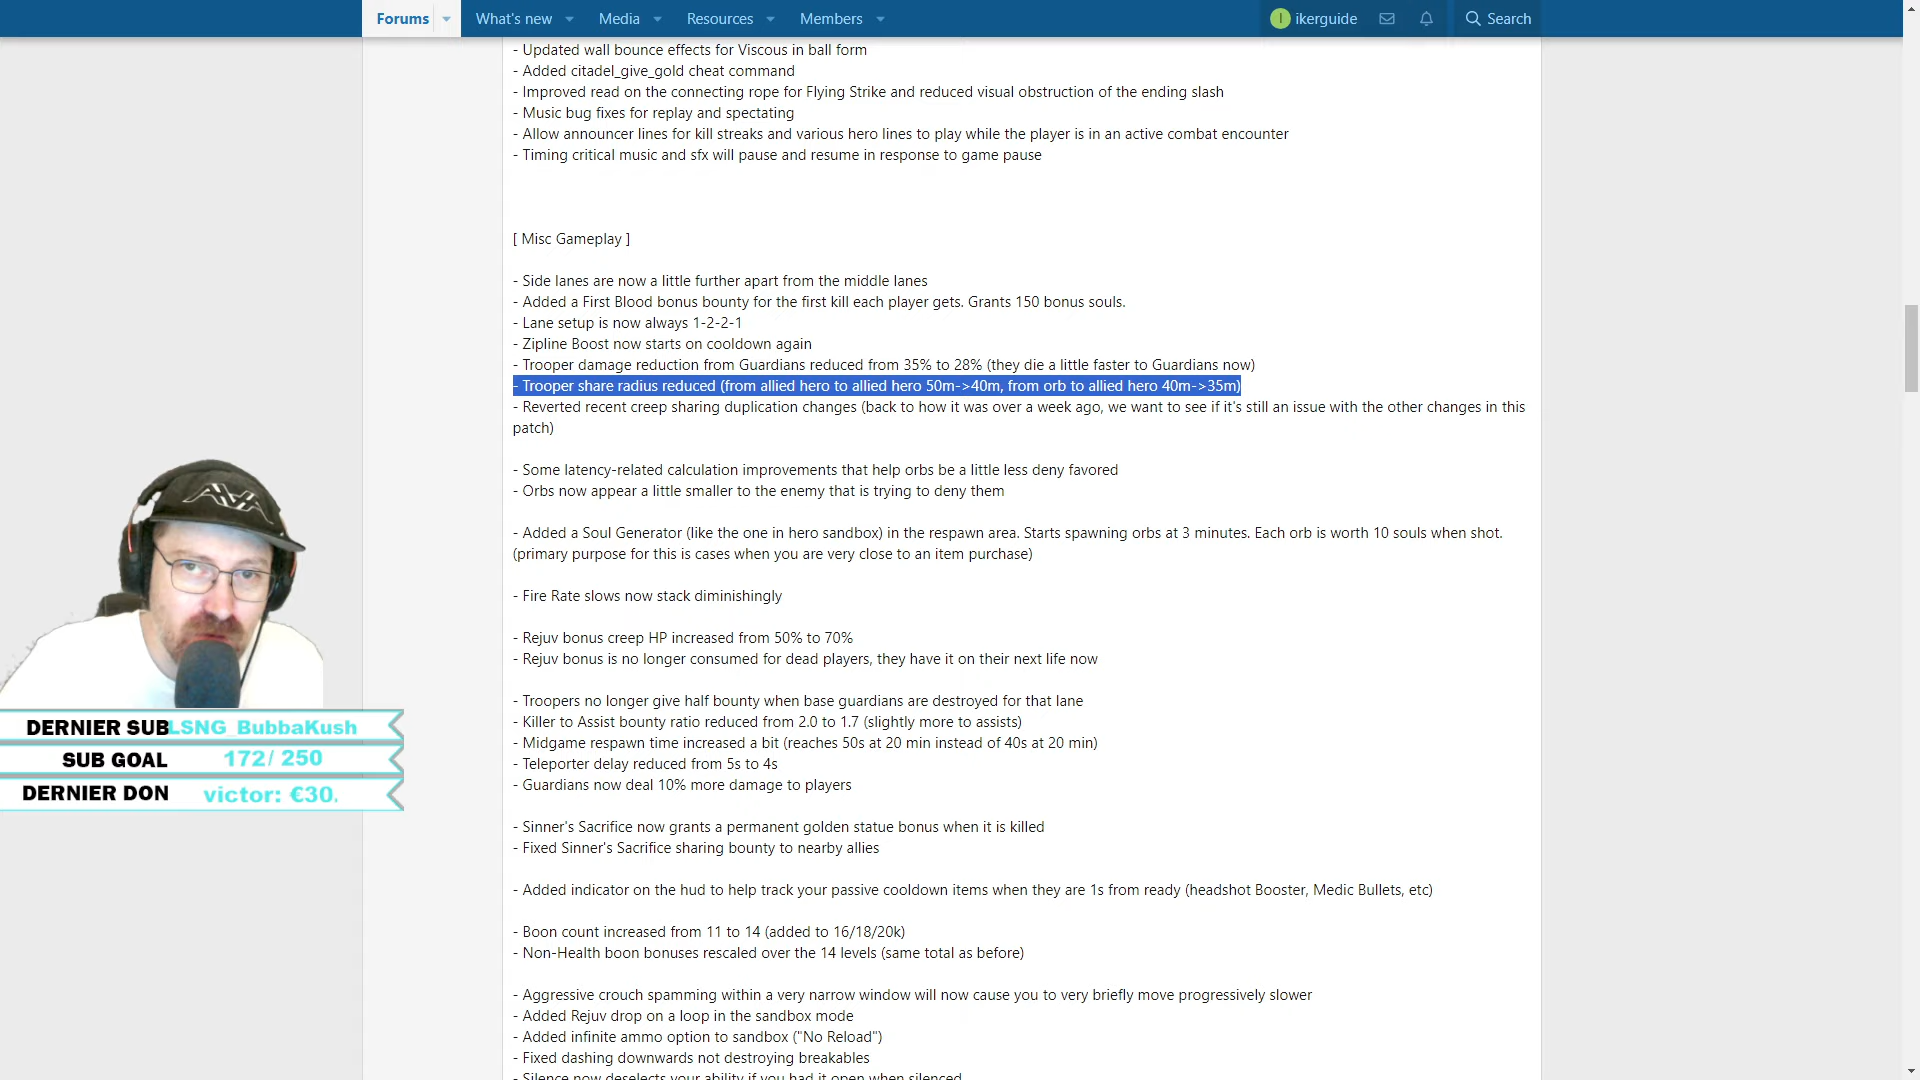 Forums
What's new
Media
Resources
Members
I ikerguide
Search
- Updated wall bounce effects for Viscous in ball form
- Added citadel_give_gold cheat command
- Improved read on the connecting rope for Flying Strike and reduced visual obstruction of the ending slash
- Music bug fixes for replay and spectating
- Allow announcer lines for kill streaks and various hero lines to play while the player is in an active combat encounter
- Timing critical music and sfx will pause and resume in response to game pause
[ Misc Gameplay ]
- Side lanes are now a little further apart from the middle lanes
- Added a First Blood bonus bounty for the first kill each player gets. Grants 150 bonus souls.
- Lane setup is now always 1-2-2-1
- Zipline Boost now starts on cooldown again
- Trooper damage reduction from Guardians reduced from 35% to 28% (they die a little faster to Guardians now)
- Trooper share radius reduced (from allied hero to allied hero 50m->40m, from orb to allied hero 40m->35m)
- Reverted recent creep sharing duplication changes (back to how it was over a week ago, we want to see if it's still an issue with the other changes in this
patch)
- Some latency-related calculation improvements that help orbs be a little less deny favored
- Orbs now appear a little smaller to the enemy that is trying to deny them
- Added a Soul Generator (like the one in hero sandbox) in the respawn area. Starts spawning orbs at 3 minutes. Each orb is worth 10 souls when shot.
(primary purpose for this is cases when you are very close to an item purchase)
- Fire Rate slows now stack diminishingly
- Rejuv bonus creep HP increased from 50% to 70%
- Rejuv bonus is no longer consumed for dead players, they have it on their next life now
- Troopers no longer give half bounty when base guardians are destroyed for that lane
- Killer to Assist bounty ratio reduced from 2.0 to 1.7 (slightly more to assists)
- Midgame respawn time increased a bit (reaches 50s at 20 min instead of 40s at 20 min)
- Teleporter delay reduced from 5s to 4s
- Guardians now deal 10% more damage to players
- Sinner's Sacrifice now grants a permanent golden statue bonus when it is killed
- Fixed Sinner's Sacrifice sharing bounty to nearby allies
- Added indicator on the hud to help track your passive cooldown items when they are 1s from ready (headshot Booster, Medic Bullets, etc)
- Boon count increased from 11 to 14 (added to 16/18/20k)
- Non-Health boon bonuses rescaled over the 14 levels (same total as before)
- Aggressive crouch spamming within a very narrow window will now cause you to very briefly move progressively slower
- Added Rejuv drop on a loop in the sandbox mode
- Added infinite ammo option to sandbox ("No Reload")
- Fixed dashing downwards not destroying breakables
- Silence now deselects your ability if you had it open when silenced
DERNIER SUB LSNG_BubbaKush
SUB GOAL 172/ 250
DERNIER DON victor: €30.